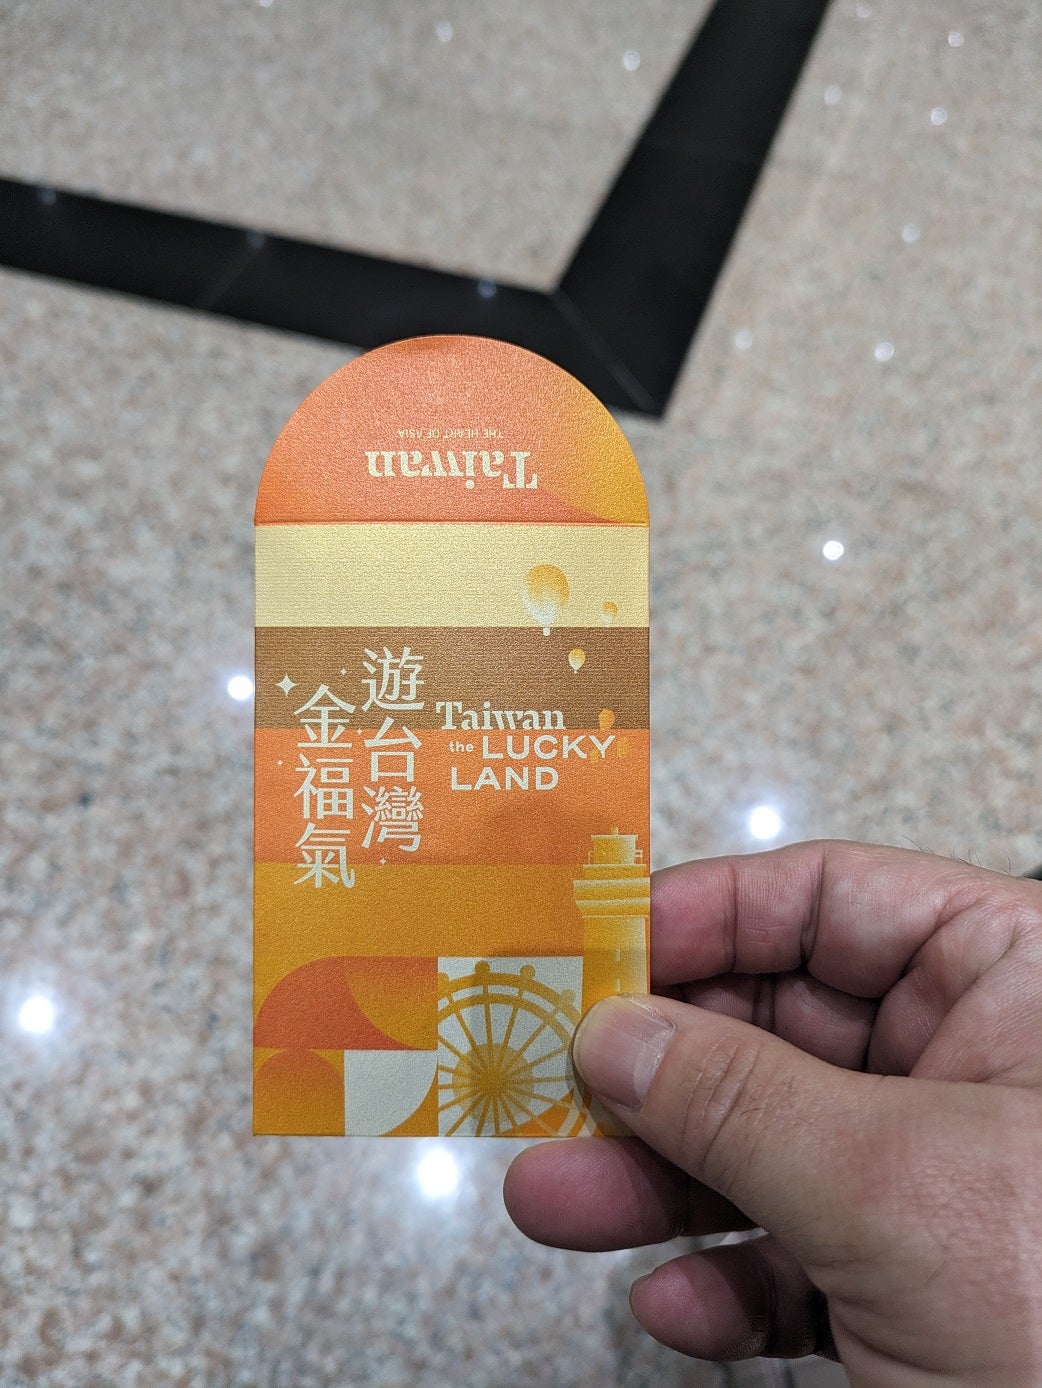 Taiwan
THE HEART OF ASIA
遊台灣
金福氣
Taiwan
the LUCKY
LAND